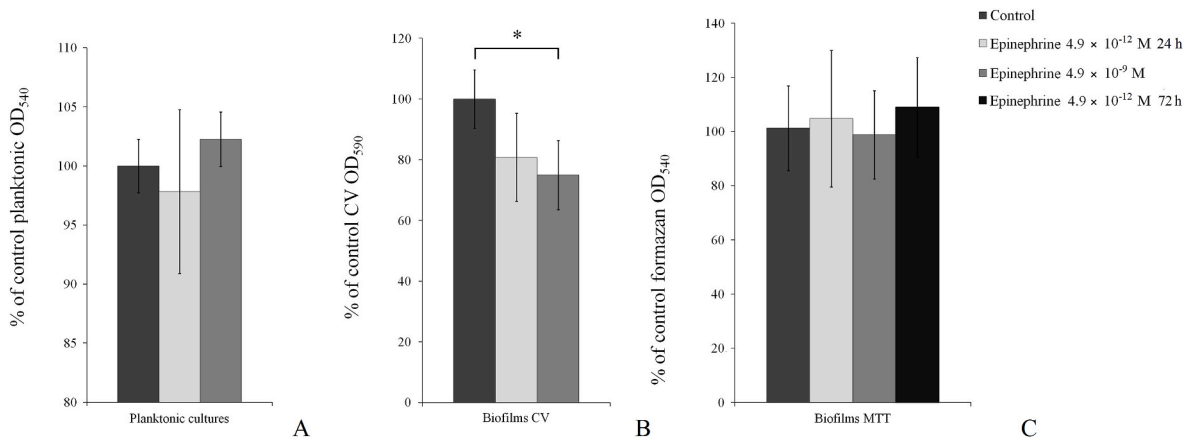 % of control planktonic OD540
110
105
100
95
90
85
80
Planktonic cultures
A
% of control CV OD590
120
100
80
60
40
20
0
*
Biofilms CV
B
% of control formazan OD540
140
120
100
80
60
40
20
0
Biofilms MTT
C
Control
Epinephrine 4.9 × 10-12 M 24 h
Epinephrine 4.9 × 10-9 M
Epinephrine 4.9 × 10-12 M 72 h